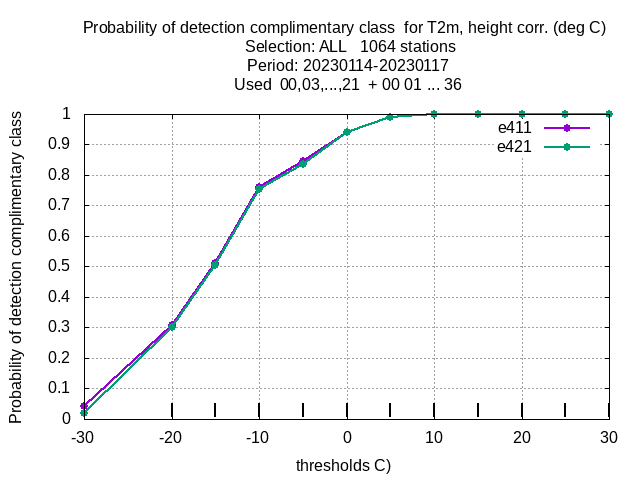 Probability of detection complimentary class  for T2m, height corr. (deg C)
Selection: ALL   1064 stations
Period: 20230114-20230117
Used  00,03,...,21  + 00 01 ... 36
Probability of detection complimentary class
1
0.9
0.8
0.7
0.6
0.5
0.4
0.3
0.2
0.1
0
e411
e421
-30 -20 -10 0 10 20 30
thresholds C)